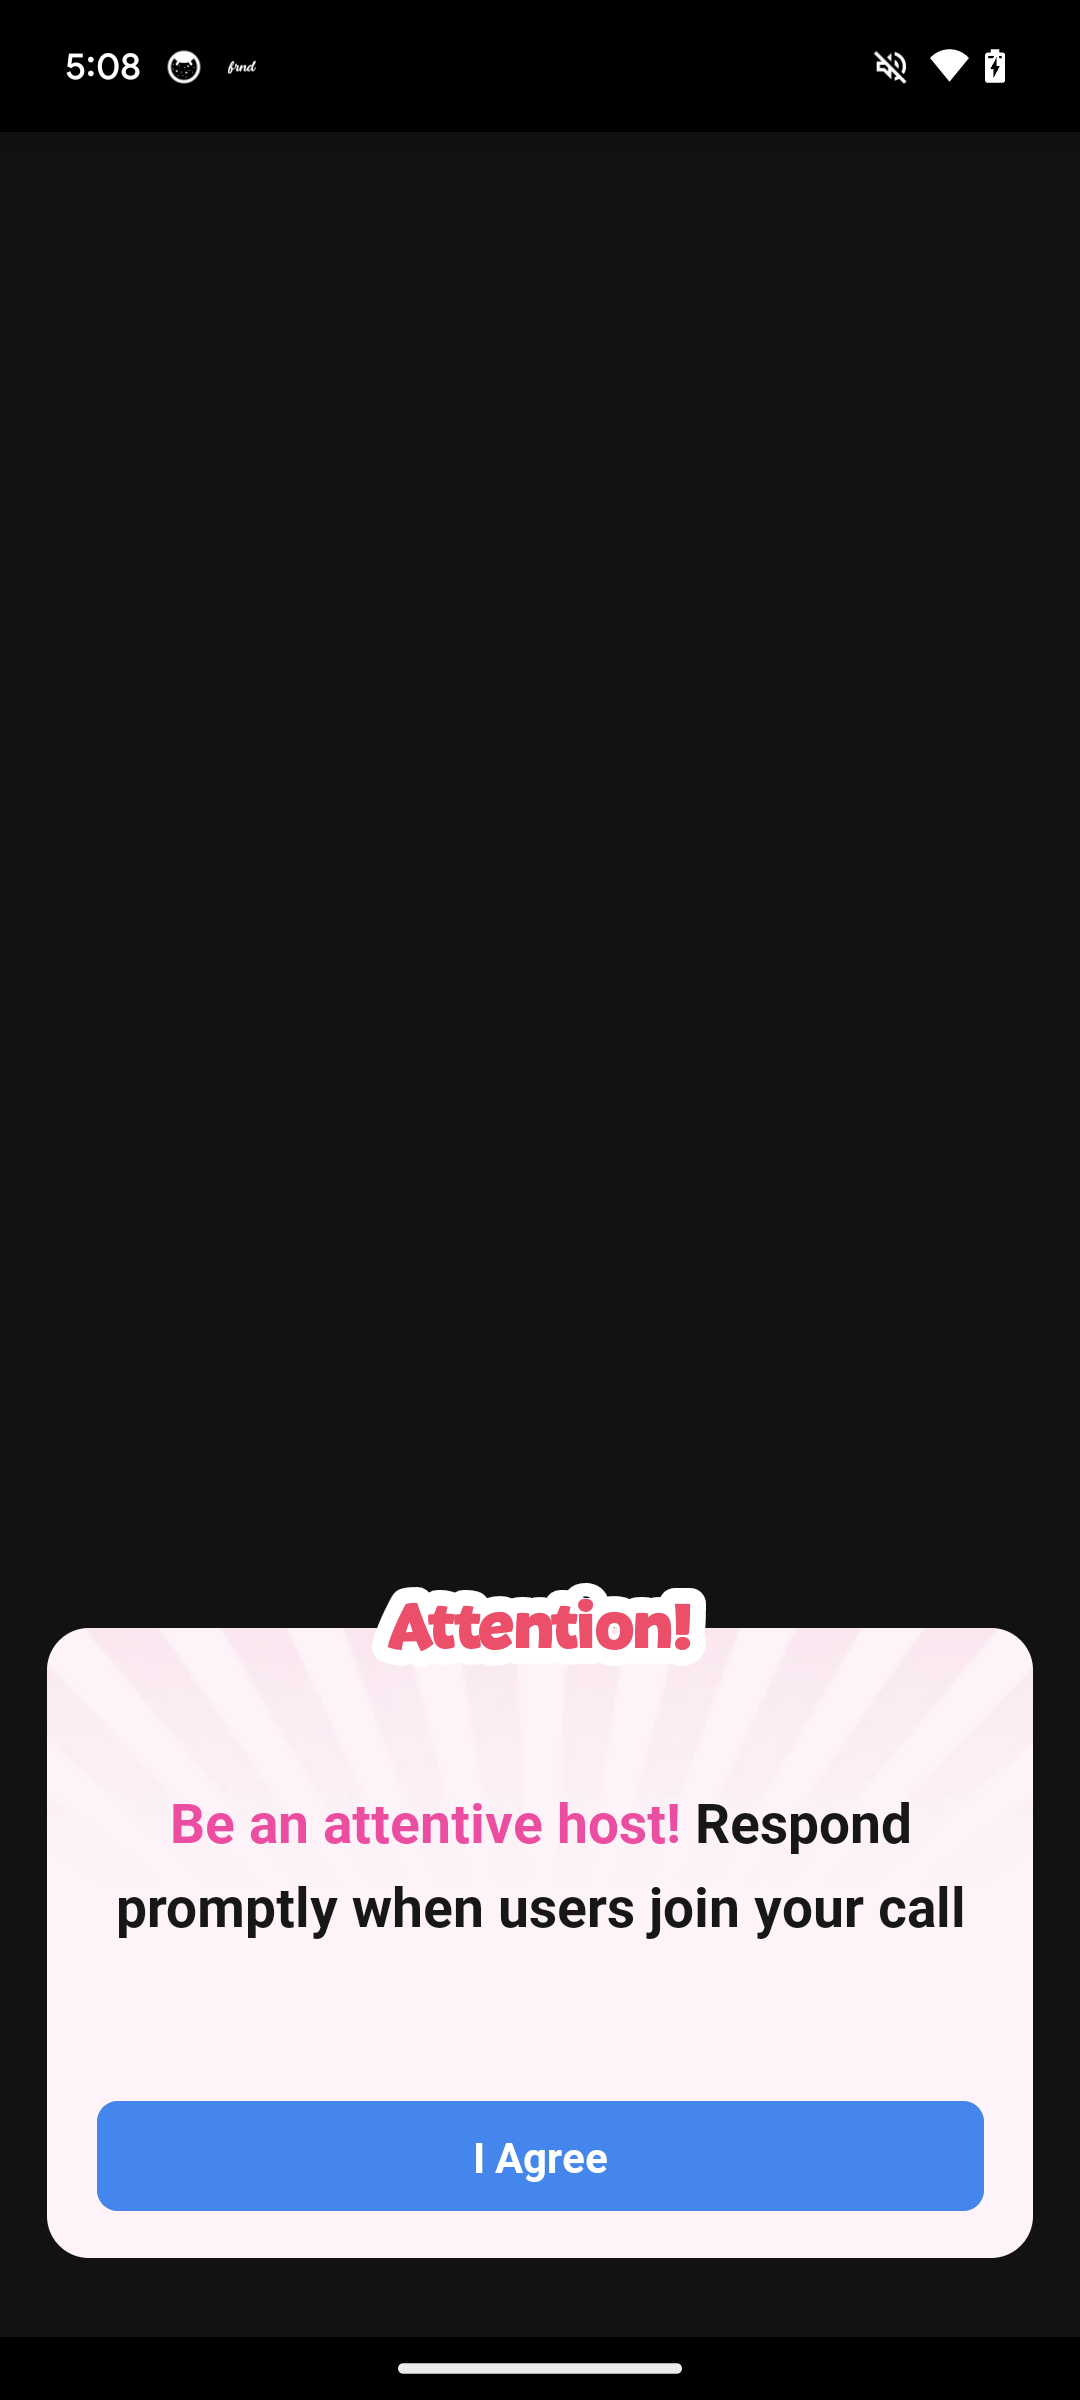 5:08 frnd
Attention!
Be an attentive host! Respond
promptly when users join your call
I Agree